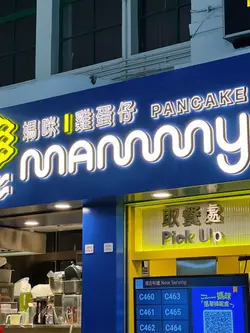 媽咪 雞蛋仔 PANCAKE
mammy
取餐處
Pick Up
Now Serving
C460 C463
C461 C465
C462 C466